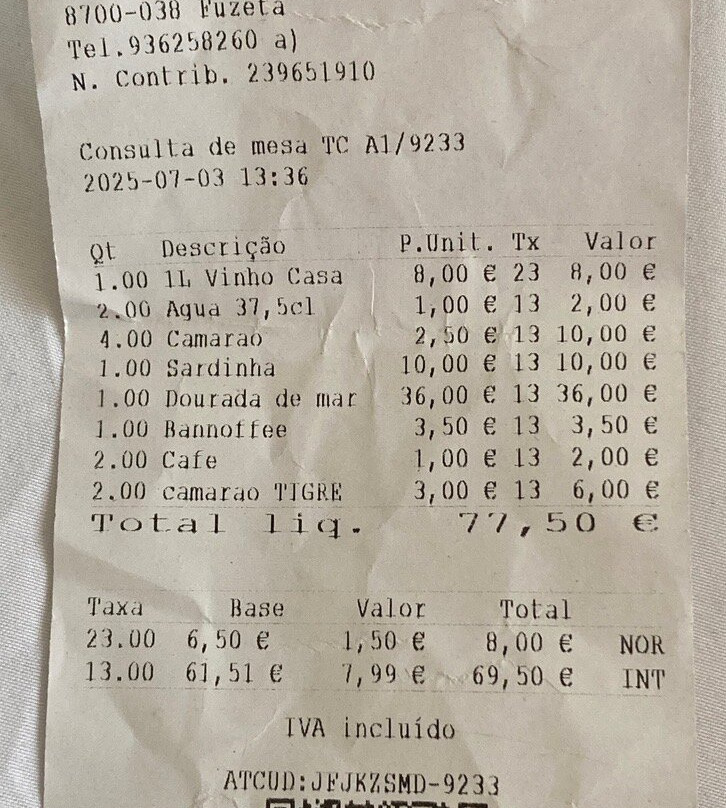 8700-038 Fuzeta
Tel.936258260 a)
N. Contrib. 239651910
Consulta de mesa TC A1/9233
2025-07-03 13:36
Qt Descrição P.Unit. Tx Valor
1.00 1L Vinho Casa 8,00 € 23 8,00 €
2.00 Agua 37,5cl 1,00 € 13 2,00 €
4.00 Camarao 2,50 € 13 10,00 €
1.00 Sardinha 10,00 € 13 10,00 €
1.00 Dourada de mar 36,00 € 13 36,00 €
1.00 Bannoffee 3,50 € 13 3,50 €
2.00 Cafe 1,00 € 13 2,00 €
2.00 camarao TIGRE 3,00 € 13 6,00 €
Total liq. 77,50 €
Taxa Base Valor Total
23.00 6,50 € 1,50 € 8,00 € NOR
13.00 61,51 € 7,99 € 69,50 € INT
IVA incluído
ATCUD:JFJKZSMD-9233